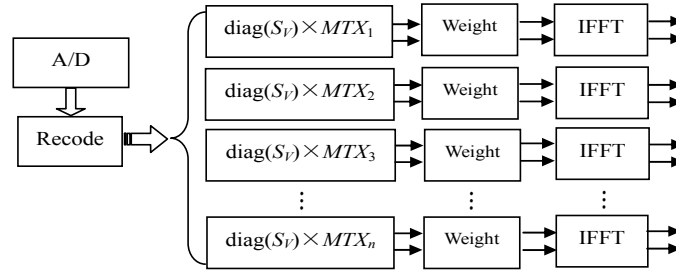 A/D
Recode
diag(S_V)×MTX_1 Weight IFFT
diag(S_V)×MTX_2 Weight IFFT
diag(S_V)×MTX_3 Weight IFFT
⋮ ⋮ ⋮
diag(S_V)×MTX_n Weight IFFT